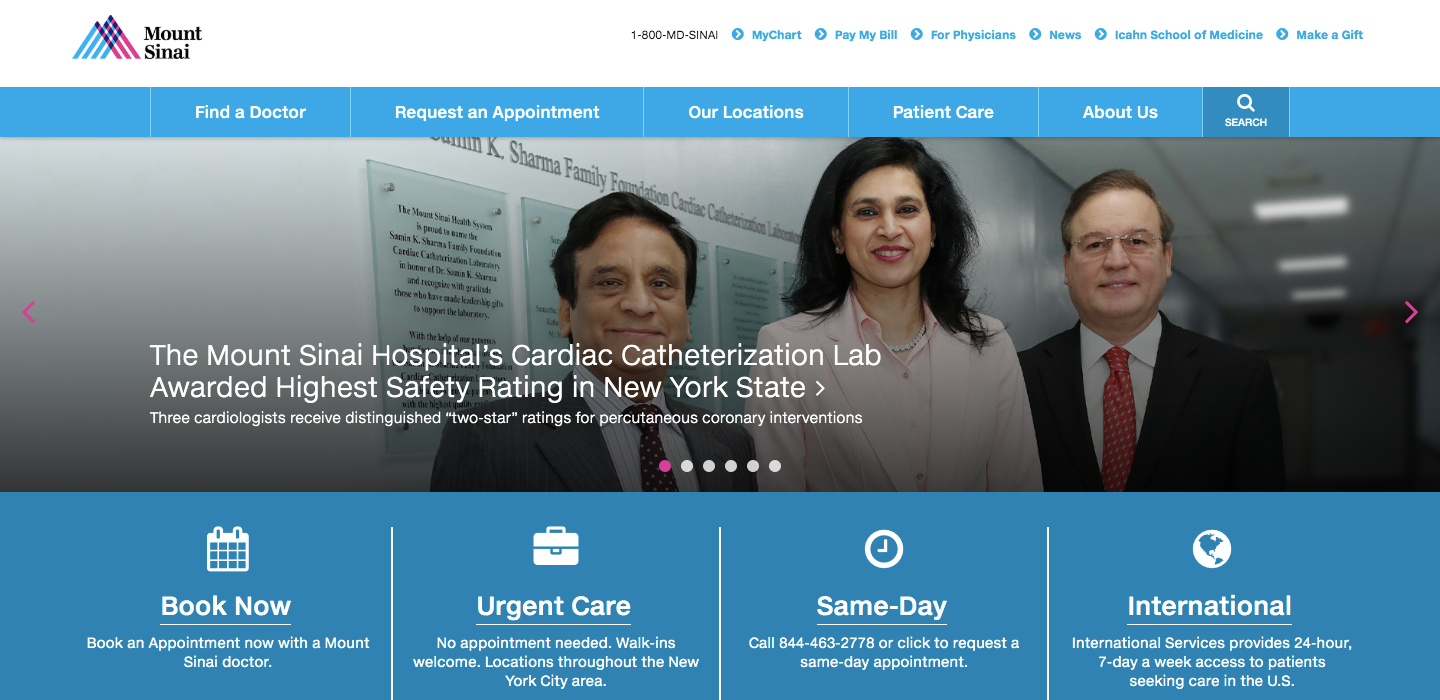 Mount
Sinai
1-800-MD-SINAI MyChart Pay My Bill For Physicians News Icahn School of Medicine Make a Gift
Find a Doctor Request an Appointment Our Locations Patient Care About Us SEARCH
Samin K. Sharma Family Foundation Cardiac Catheterization Laboratory
The Mount Sinai Health System
is proud to name the
Samin K. Sharma Family Foundation
Cardiac Catheterization Laboratory
in honor of Dr. Samin K. Sharma
and recognize with gratitude
those who have made leadership gifts
to support the laboratory.
With the help of our generous
The Mount Sinai Hospital’s Cardiac Catheterization Lab
Awarded Highest Safety Rating in New York State >
Three cardiologists receive distinguished “two-star” ratings for percutaneous coronary interventions
Book Now
Book an Appointment now with a Mount
Sinai doctor.
Urgent Care
No appointment needed. Walk-ins
welcome. Locations throughout the New
York City area.
Same-Day
Call 844-463-2778 or click to request a
same-day appointment.
International
International Services provides 24-hour,
7-day a week access to patients
seeking care in the U.S.